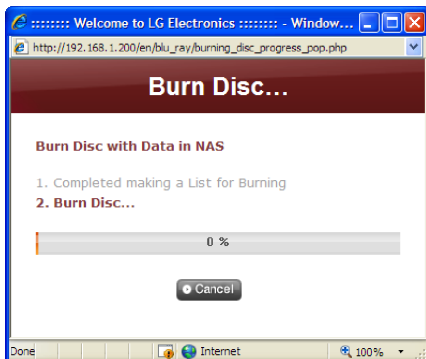 :::::::: Welcome to LG Electronics :::::::: - Window...
http://192.168.1.200/en/blu_ray/burning_disc_progress_pop.php
Burn Disc...
Burn Disc with Data in NAS
1. Completed making a List for Burning
2. Burn Disc...
0 %
Cancel
Done Internet 100%